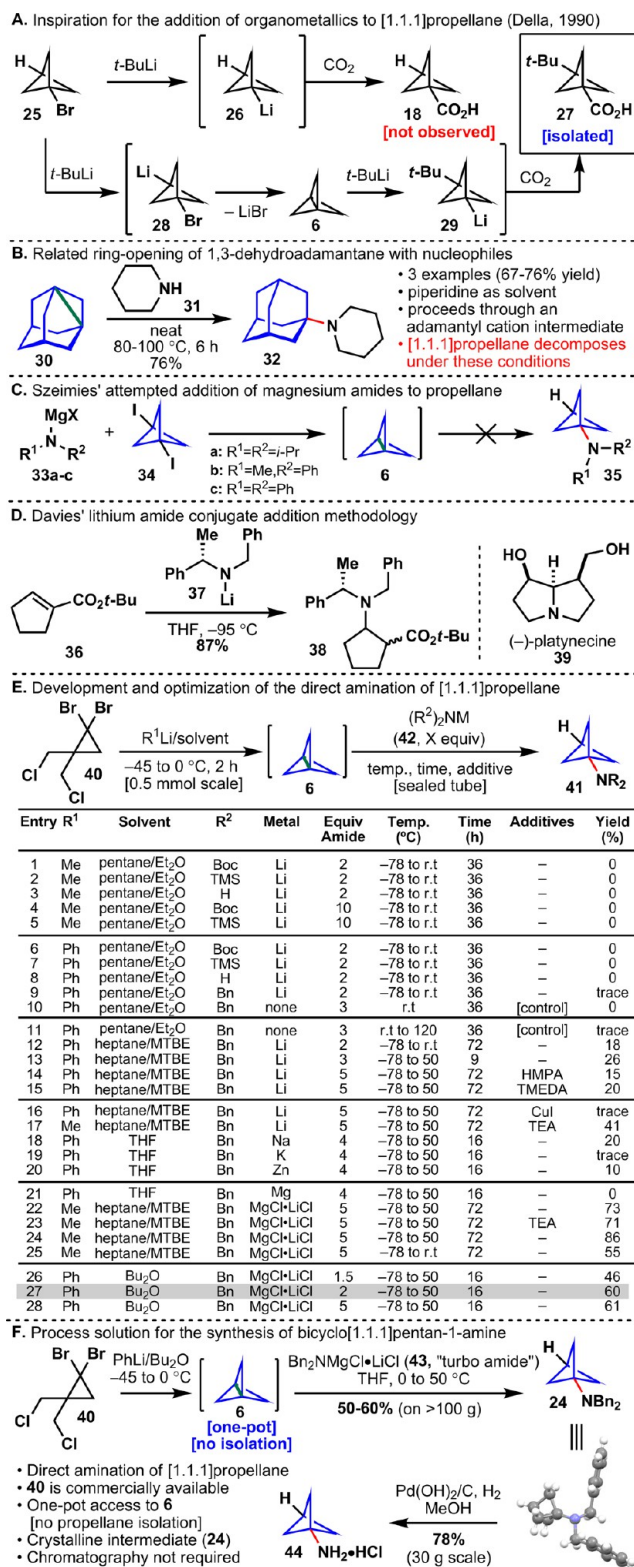 A. Inspiration for the addition of organometallics to [1.1.1]propellane (Della, 1990)
H
25 Br
t-BuLi
H
26 Li
CO2
H
18 CO2H
[not observed]
t-Bu
27 CO2H
[isolated]
t-BuLi
Li
28 Br
– LiBr
6
t-BuLi
t-Bu
29 Li
CO2
B. Related ring-opening of 1,3-dehydroadamantane with nucleophiles
30
NH
31
neat
80-100 °C, 6 h
76%
N
32
• 3 examples (67-76% yield)
• piperidine as solvent
• proceeds through an
adamantyl cation intermediate
• [1.1.1]propellane decomposes
under these conditions
C. Szeimies' attempted addition of magnesium amides to propellane
MgX
N
R1 R2
33a-c
+
I
I
34
a: R1=R2=i-Pr
b: R1=Me,R2=Ph
c: R1=R2=Ph
6
H
N–R2
R1
35
D. Davies' lithium amide conjugate addition methodology
CO2t-Bu
36
Me Ph
Ph N
37 Li
THF, –95 °C
87%
Me Ph
Ph N
CO2t-Bu
38
HO H OH
N
(–)-platynecine
39
E. Development and optimization of the direct amination of [1.1.1]propellane
Br Br
Cl 40
Cl
R1Li/solvent
–45 to 0 °C, 2 h
[0.5 mmol scale]
6
(R2)2NM
(42, X equiv)
temp., time, additive
[sealed tube]
H
41 NR2
Entry R1 Solvent R2 Metal Equiv Amide Temp. (ºC) Time (h) Additives Yield (%)
1 Me pentane/Et2O Boc Li 2 –78 to r.t 36 – 0
2 Me pentane/Et2O TMS Li 2 –78 to r.t 36 – 0
3 Me pentane/Et2O H Li 2 –78 to r.t 36 – 0
4 Me pentane/Et2O Boc Li 10 –78 to r.t 36 – 0
5 Me pentane/Et2O TMS Li 10 –78 to r.t 36 – 0
6 Ph pentane/Et2O Boc Li 2 –78 to r.t 36 – 0
7 Ph pentane/Et2O TMS Li 2 –78 to r.t 36 – 0
8 Ph pentane/Et2O H Li 2 –78 to r.t 36 – 0
9 Ph pentane/Et2O Bn Li 2 –78 to r.t 36 – trace
10 Ph pentane/Et2O Bn none 3 r.t 36 [control] 0
11 Ph pentane/Et2O Bn none 3 r.t to 120 36 [control] trace
12 Ph heptane/MTBE Bn Li 2 –78 to r.t 72 – 18
13 Ph heptane/MTBE Bn Li 3 –78 to 50 9 – 26
14 Ph heptane/MTBE Bn Li 5 –78 to 50 72 HMPA 15
15 Ph heptane/MTBE Bn Li 5 –78 to 50 72 TMEDA 20
16 Ph heptane/MTBE Bn Li 5 –78 to 50 72 CuI trace
17 Me heptane/MTBE Bn Li 5 –78 to 50 72 TEA 41
18 Ph THF Bn Na 4 –78 to 50 16 – 20
19 Ph THF Bn K 4 –78 to 50 16 – trace
20 Ph THF Bn Zn 4 –78 to 50 16 – 10
21 Ph THF Bn Mg 4 –78 to 50 16 – 0
22 Me heptane/MTBE Bn MgCl•LiCl 5 –78 to 50 72 – 73
23 Me heptane/MTBE Bn MgCl•LiCl 5 –78 to 50 72 TEA 71
24 Me heptane/MTBE Bn MgCl•LiCl 5 –78 to 50 72 – 86
25 Me heptane/MTBE Bn MgCl•LiCl 5 –78 to r.t 72 – 55
26 Ph Bu2O Bn MgCl•LiCl 1.5 –78 to 50 16 – 46
27 Ph Bu2O Bn MgCl•LiCl 2 –78 to 50 16 – 60
28 Ph Bu2O Bn MgCl•LiCl 5 –78 to 50 16 – 61
F. Process solution for the synthesis of bicyclo[1.1.1]pentan-1-amine
Br Br
Cl 40
Cl
PhLi/Bu2O
–45 to 0 °C
6
[one-pot]
[no isolation]
Bn2NMgCl•LiCl (43, "turbo amide")
THF, 0 to 50 °C
50-60% (on >100 g)
H
24 NBn2
• Direct amination of [1.1.1]propellane
• 40 is commercially available
• One-pot access to 6
[no propellane isolation]
• Crystalline intermediate (24)
• Chromatography not required
H
44 NH2•HCl
Pd(OH)2/C, H2
MeOH
78%
(30 g scale)